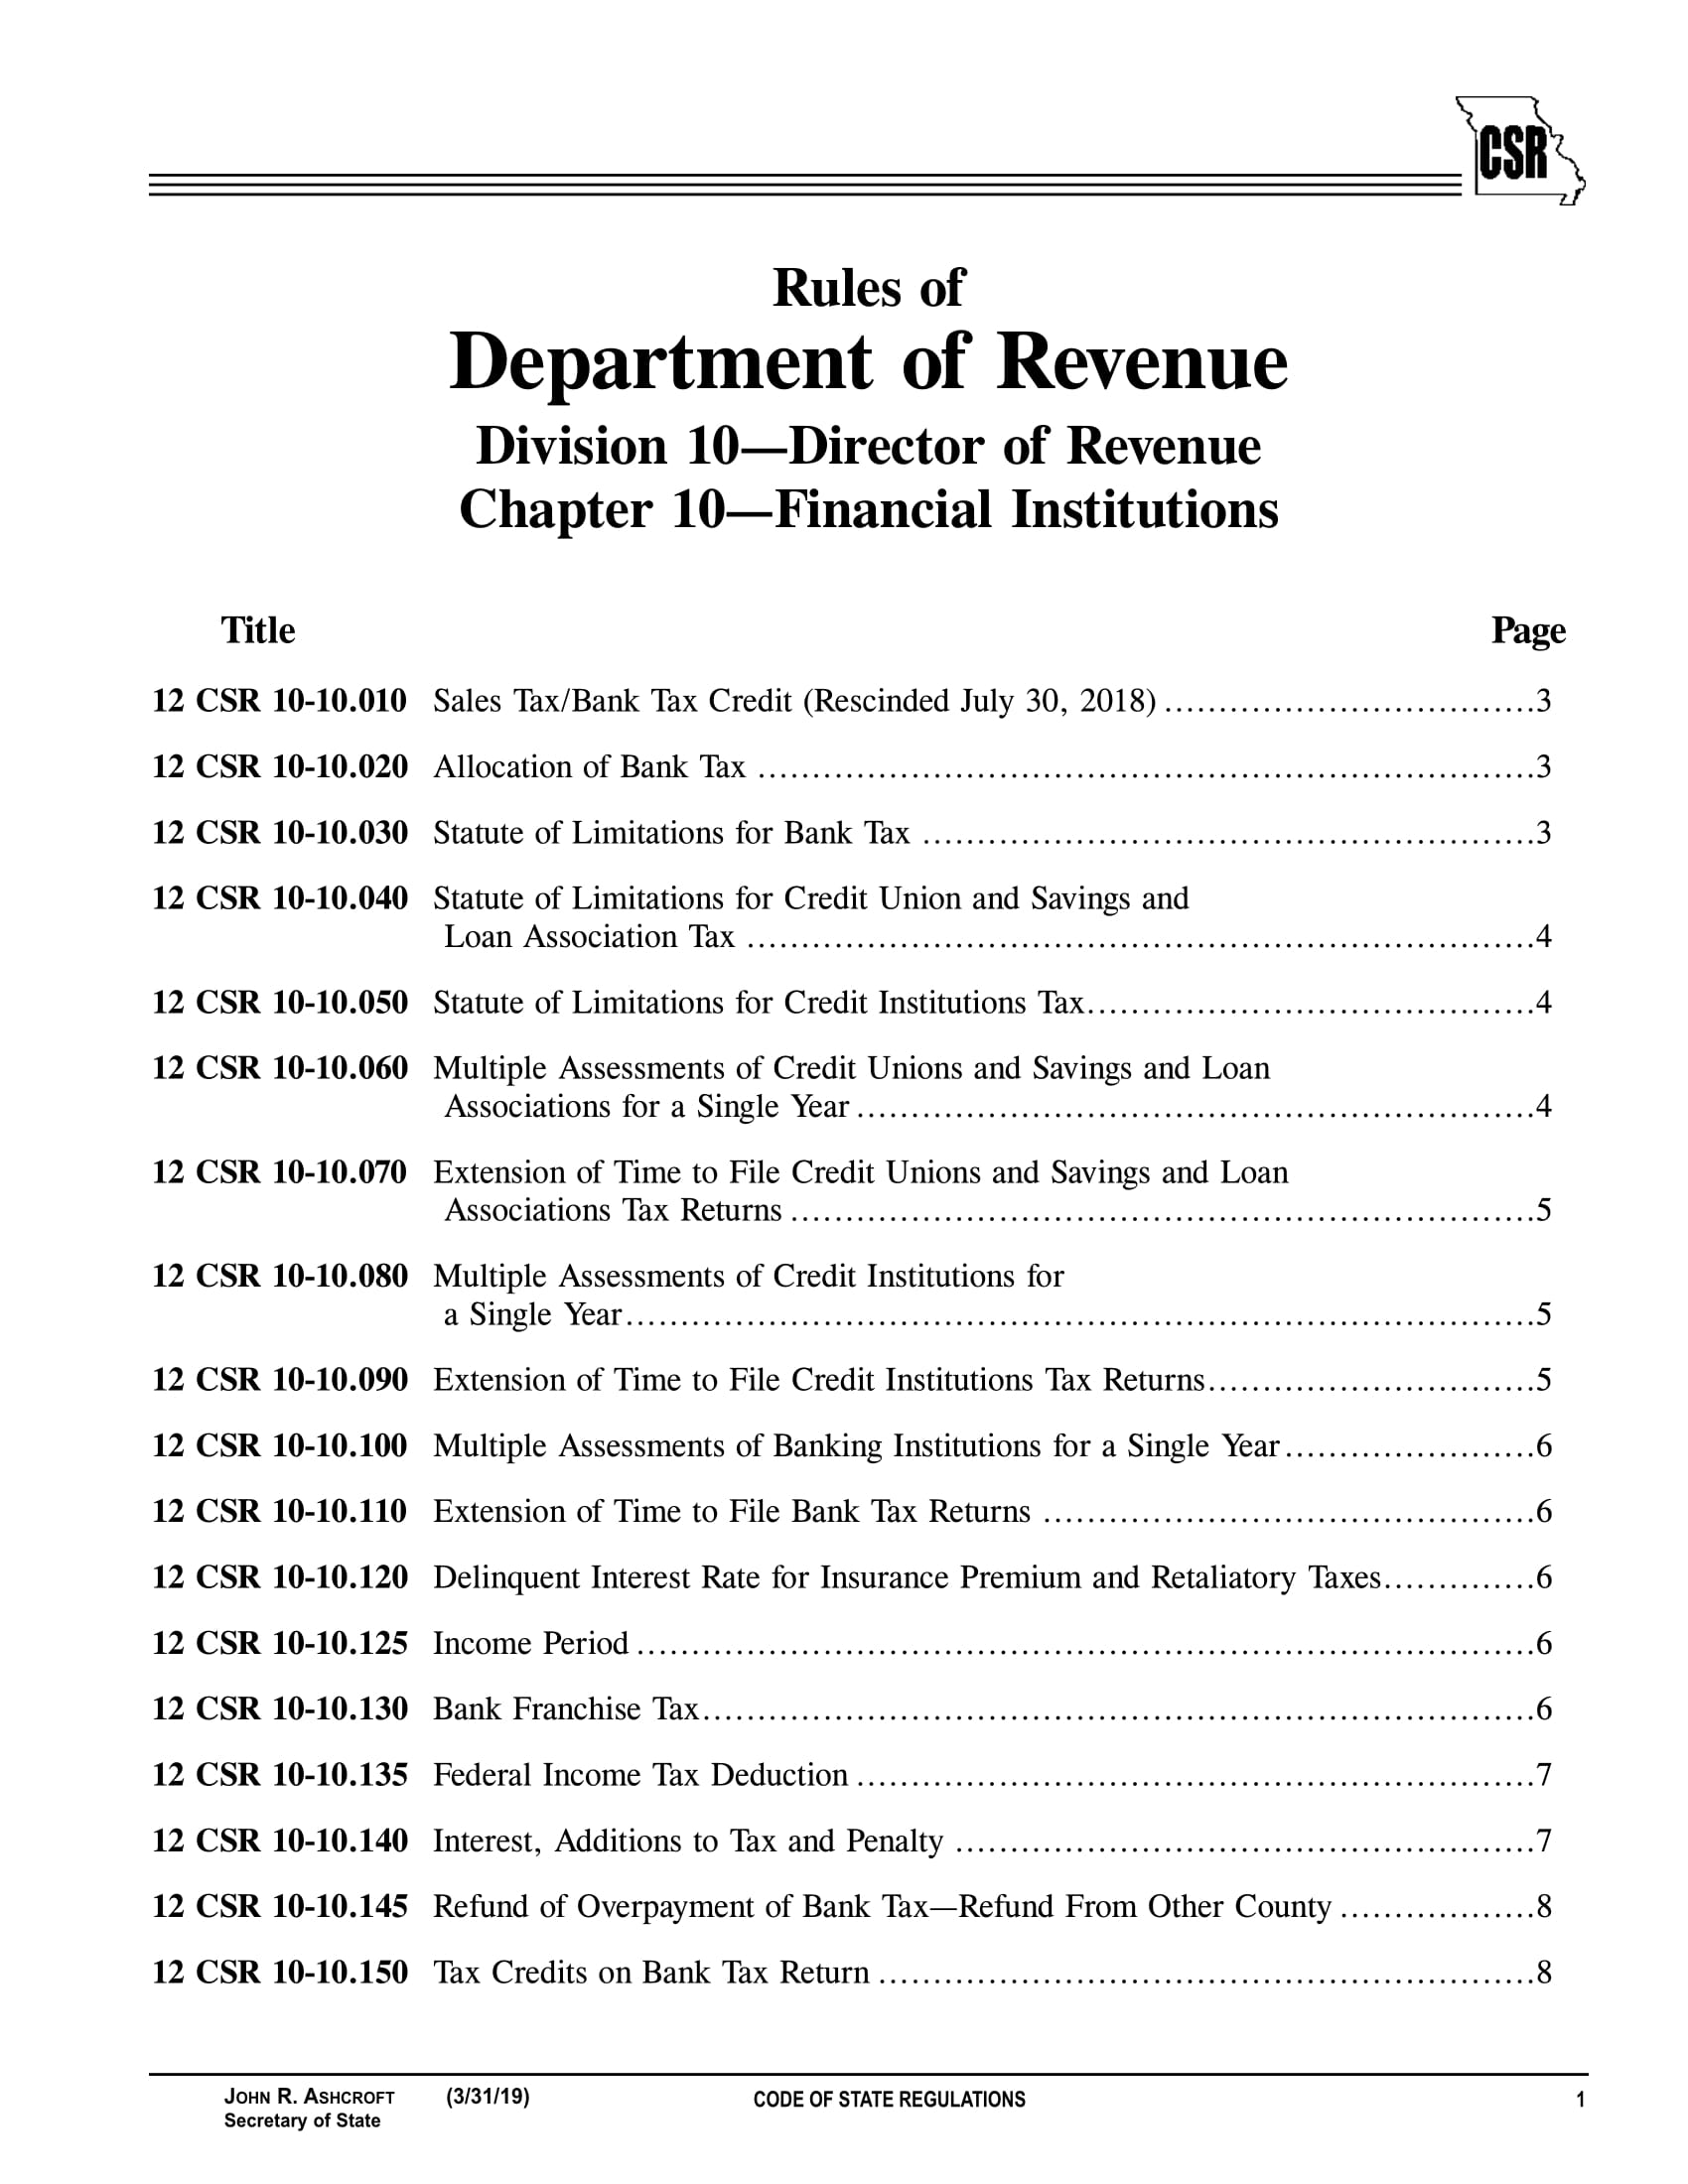 CSR
Rules of
Department of Revenue
Division 10—Director of Revenue
Chapter 10—Financial Institutions
Title Page
12 CSR 10-10.010 Sales Tax/Bank Tax Credit (Rescinded July 30, 2018) ..................................3
12 CSR 10-10.020 Allocation of Bank Tax ........................................................................3
12 CSR 10-10.030 Statute of Limitations for Bank Tax ........................................................3
12 CSR 10-10.040 Statute of Limitations for Credit Union and Savings and
Loan Association Tax .........................................................................4
12 CSR 10-10.050 Statute of Limitations for Credit Institutions Tax.........................................4
12 CSR 10-10.060 Multiple Assessments of Credit Unions and Savings and Loan
Associations for a Single Year ..............................................................4
12 CSR 10-10.070 Extension of Time to File Credit Unions and Savings and Loan
Associations Tax Returns ....................................................................5
12 CSR 10-10.080 Multiple Assessments of Credit Institutions for
a Single Year....................................................................................5
12 CSR 10-10.090 Extension of Time to File Credit Institutions Tax Returns..............................5
12 CSR 10-10.100 Multiple Assessments of Banking Institutions for a Single Year.......................6
12 CSR 10-10.110 Extension of Time to File Bank Tax Returns .............................................6
12 CSR 10-10.120 Delinquent Interest Rate for Insurance Premium and Retaliatory Taxes..............6
12 CSR 10-10.125 Income Period ..................................................................................6
12 CSR 10-10.130 Bank Franchise Tax............................................................................6
12 CSR 10-10.135 Federal Income Tax Deduction ..............................................................7
12 CSR 10-10.140 Interest, Additions to Tax and Penalty .....................................................7
12 CSR 10-10.145 Refund of Overpayment of Bank Tax—Refund From Other County ..................8
12 CSR 10-10.150 Tax Credits on Bank Tax Return ............................................................8
JOHN R. ASHCROFT (3/31/19) CODE OF STATE REGULATIONS 1
Secretary of State